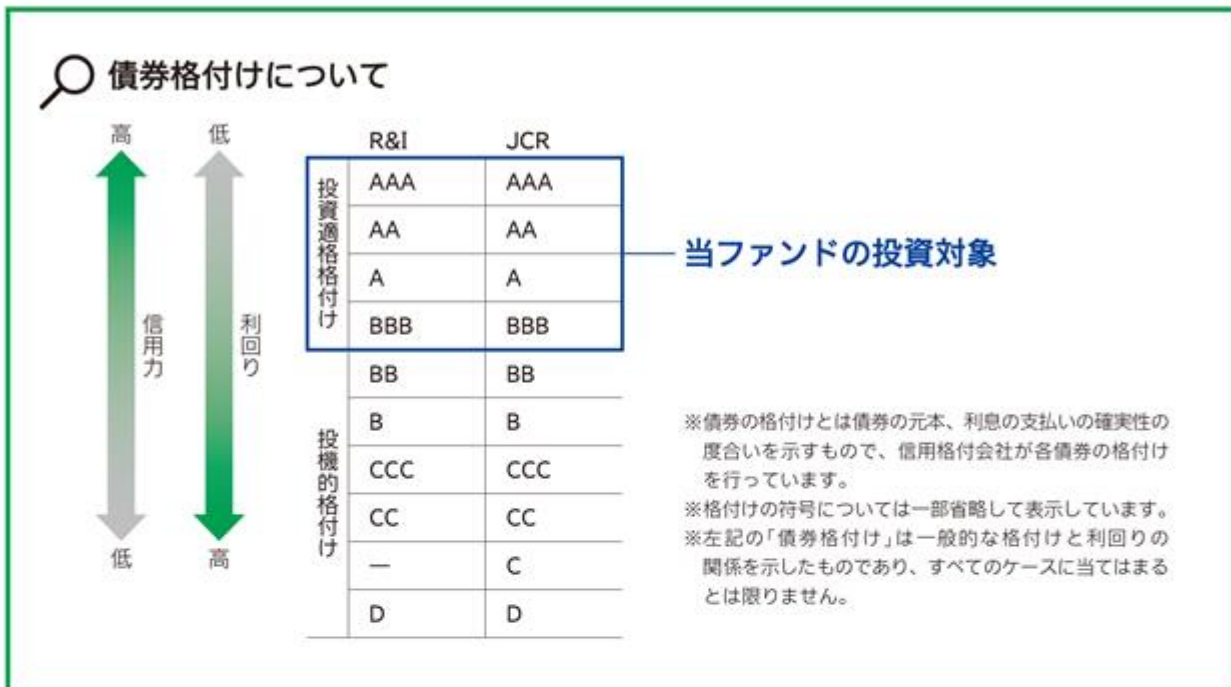 債券格付けについて
高
低
信用力
利回り
低
高
R&I JCR
投資適格格付け
AAA AAA
AA AA
A A
BBB BBB
投機的格付け
BB BB
B B
CCC CCC
CC CC
— C
D D
当ファンドの投資対象
※債券の格付けとは債券の元本、利息の支払いの確実性の
度合いを示すもので、信用格付会社が各債券の格付け
を行っています。
※格付けの符号については一部省略して表示しています。
※左記の「債券格付け」は一般的な格付けと利回りの
関係を示したものであり、すべてのケースに当てはまる
とは限りません。